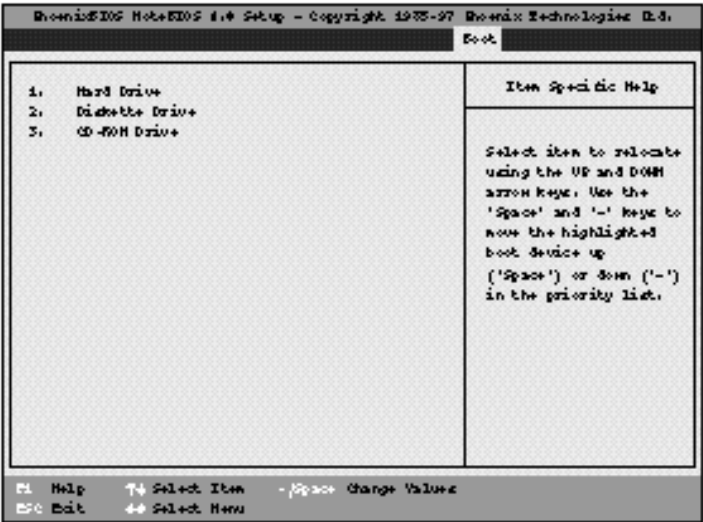 PhoenixBIOS NoteBIOS 4.0 Setup - Copyright 1985-97 Phoenix Technologies Ltd.
Boot
1. Hard Drive
2. Diskette Drive
3. CD-ROM Drive
Item Specific Help
Select item to relocate
using the UP and DOWN
arrow keys. Use the
'Space' and '-' keys to
move the highlighted
boot device up
('Space') or down ('-')
in the priority list.
F1 Help ↑↓ Select Item -/Space Change Values
ESC Exit ↔ Select Menu